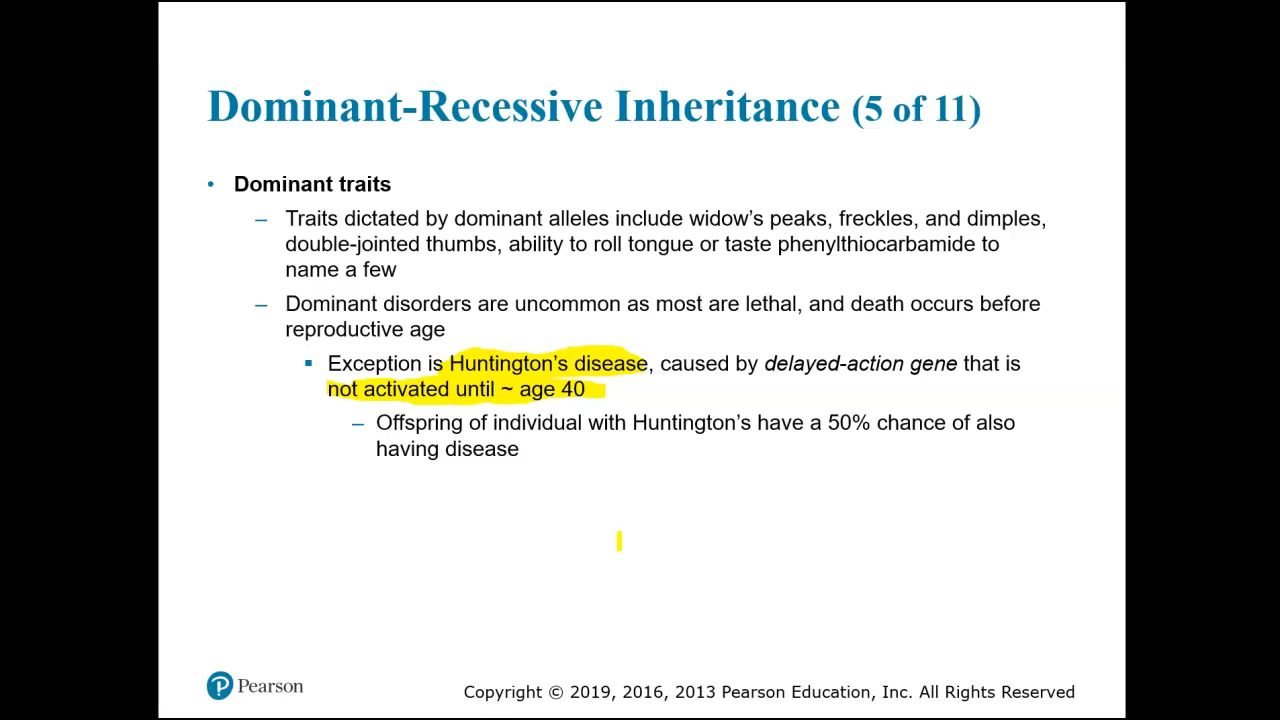 Dominant-Recessive Inheritance (5 of 11)
• Dominant traits
– Traits dictated by dominant alleles include widow’s peaks, freckles, and dimples,
double-jointed thumbs, ability to roll tongue or taste phenylthiocarbamide to
name a few
– Dominant disorders are uncommon as most are lethal, and death occurs before
reproductive age
▪ Exception is Huntington’s disease, caused by delayed-action gene that is
not activated until ~ age 40
– Offspring of individual with Huntington’s have a 50% chance of also
having disease
P Pearson
Copyright © 2019, 2016, 2013 Pearson Education, Inc. All Rights Reserved